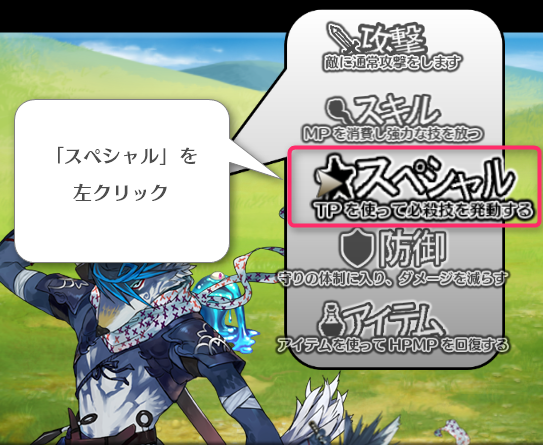 攻撃
敵に通常攻撃をします
スキル
MPを消費し強力な技を放つ
「スペシャル」を
左クリック
スペシャル
TPを使って必殺技を発動する
防御
守りの体制に入り、ダメージを減らす
アイテム
アイテムを使ってHPMPを回復する